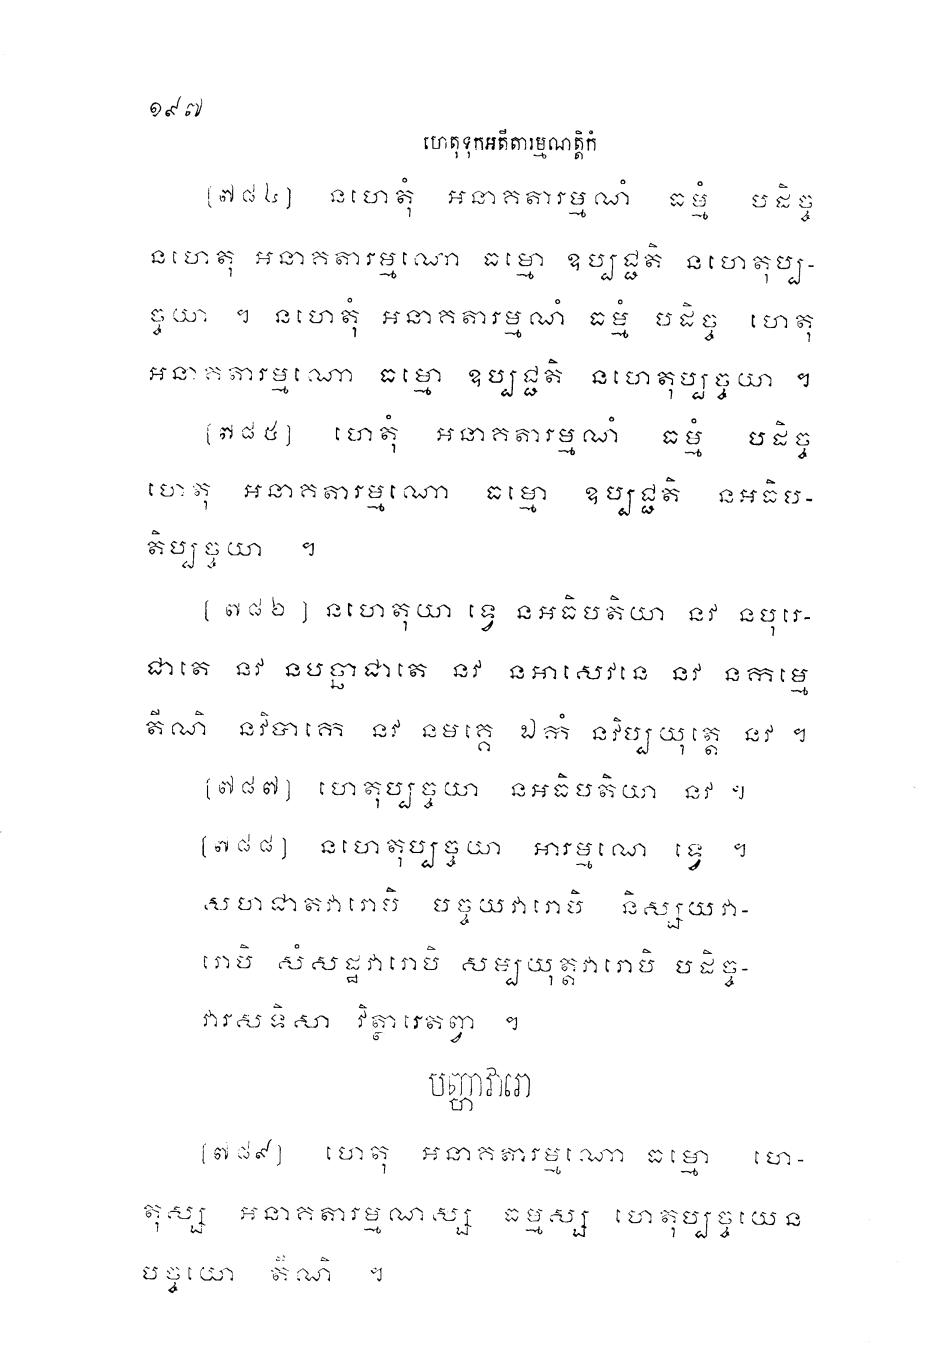 ១៩៧
ហេតុទុកអតីតារម្មណត្តិកំ
[៧៨៤] នហេតុំ អនាគតារម្មណំ ធម្មំ បដិច្ច
នហេតុ អនាគតារម្មណោ ធម្មោ ឧប្បជ្ជតិ នហេតុប្ប-
ច្ចយា ។ នហេតុំ អនាគតារម្មណំ ធម្មំ បដិច្ច ហេតុ
អនាគតារម្មណោ ធម្មោ ឧប្បជ្ជតិ នហេតុប្បច្ចយា ។
[៧៨៥] ហេតុំ អនាគតារម្មណំ ធម្មំ បដិច្ច
ហេតុ អនាគតារម្មណោ ធម្មោ ឧប្បជ្ជតិ នអធិប-
តិប្បច្ចយា ។
[៧៨៦] នហេតុយា ទ្វេ នអធិបតិយា នវ នបុរេ-
ជាតេ នវ នបច្ឆាជាតេ នវ នអាសេវនេ នវ នកម្មេ
តីណិ នវិបាកេ នវ នមគ្គេ ឯកំ នវិប្បយុត្តេ នវ ។
[៧៨៧] ហេតុប្បច្ចយា នអធិបតិយា នវ ។
[៧៨៨] នហេតុប្បច្ចយា អារម្មណេ ទ្វេ ។
សហជាតវារោបិ បច្ចយវារោបិ និស្សយវា-
រោបិ សំសដ្ឋវារោបិ សម្បយុត្តវារោបិ បដិច្ច-
វារសទិសា វិត្ថារេតព្វា ។
បញ្ហាវារោ
[៧៨៩] ហេតុ អនាគតារម្មណោ ធម្មោ ហេ-
តុស្ស អនាគតារម្មណស្ស ធម្មស្ស ហេតុប្បច្ចយេន
បច្ចយោ តីណិ ។